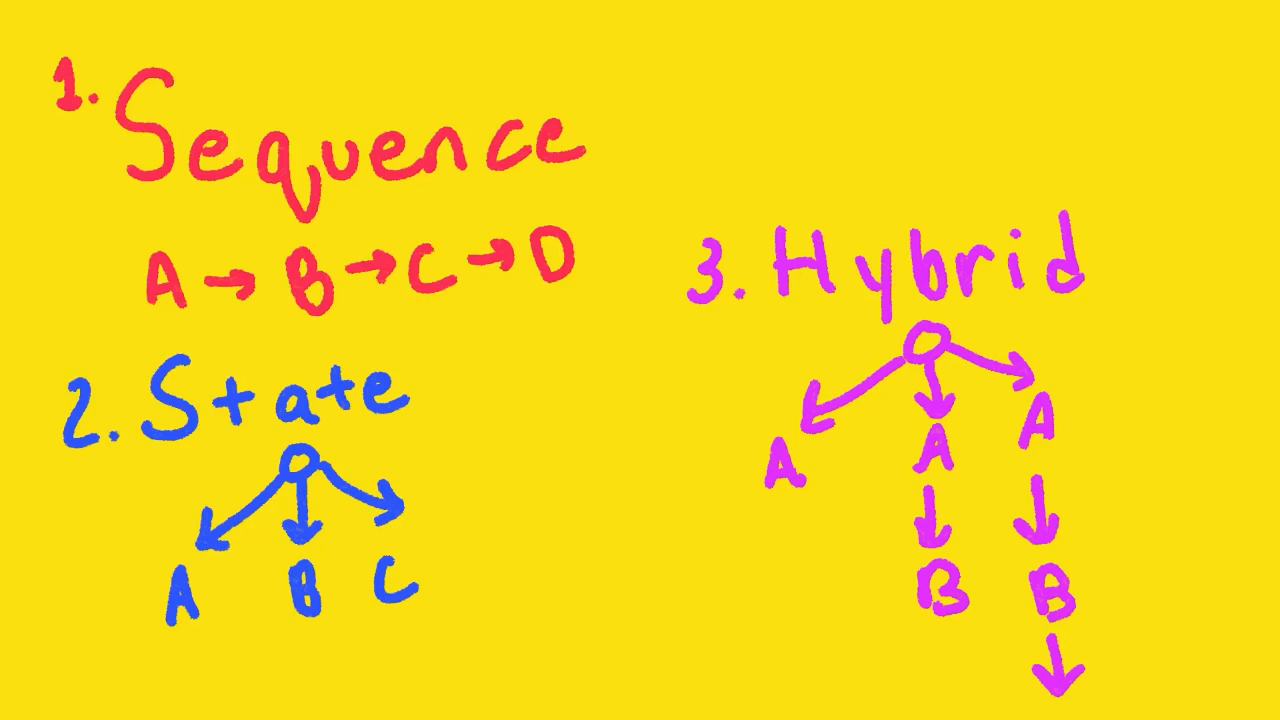 1. Sequence
A → B → C → D
2. State
A B C
3. Hybrid
A A A
B B